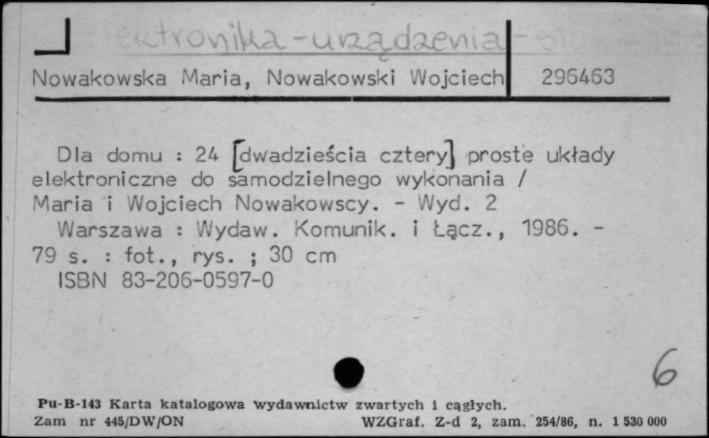 elektronika - urządzenia -
Nowakowska Maria, Nowakowski Wojciech 296463
Dla domu : 24 [dwadzieścia cztery] proste układy
elektroniczne do samodzielnego wykonania /
Maria i Wojciech Nowakowscy. - Wyd. 2
Warszawa : Wydaw. Komunik. i Łącz., 1986. -
79 s. : fot., rys. ; 30 cm
ISBN 83-206-0597-0
6
Pu-B-143 Karta katalogowa wydawnictw zwartych i ciągłych.
Zam nr 445/DW/ON WZGraf. Z-d 2, zam. 254/86, n. 1 530 000